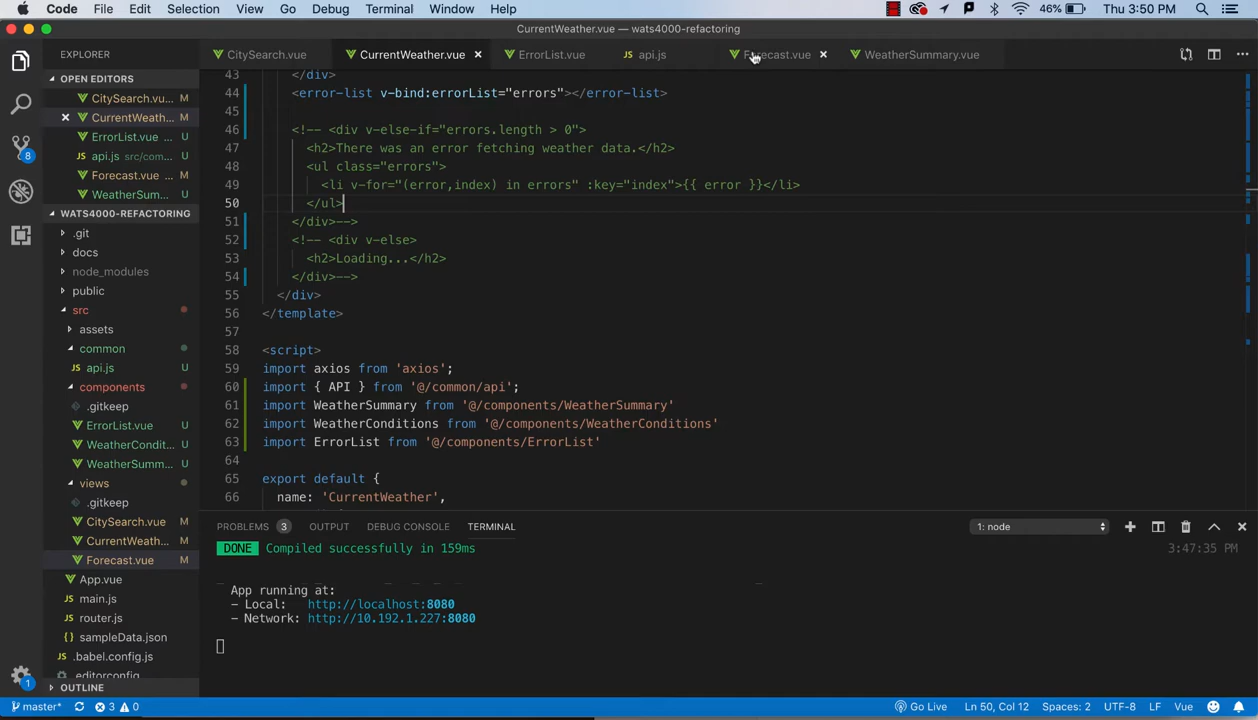 Code File Edit Selection View Go Debug Terminal Window Help 46% Thu 3:50 PM
CurrentWeather.vue — wats4000-refactoring
EXPLORER
CitySearch.vue CurrentWeather.vue ErrorList.vue api.js Forecast.vue WeatherSummary.vue
OPEN EDITORS
CitySearch.vu... M
CurrentWeath... M
ErrorList.vue ... U
api.js src/com... U
Forecast.vue ... M
WeatherSum... U
WATS4000-REFACTORING
.git
docs
node_modules
public
src
assets
common
api.js U
components
.gitkeep
ErrorList.vue U
WeatherCondit... U
WeatherSumm... U
views
.gitkeep
CitySearch.vue M
CurrentWeath... M
Forecast.vue M
App.vue
main.js
router.js
sampleData.json
.babel.config.js
.editorconfig
OUTLINE
43 </div>
44 <error-list v-bind:errorList="errors"></error-list>
45
46 <!-- <div v-else-if="errors.length > 0">
47 <h2>There was an error fetching weather data.</h2>
48 <ul class="errors">
49 <li v-for="(error,index) in errors" :key="index">{{ error }}</li>
50 </ul>
51 </div>-->
52 <!-- <div v-else>
53 <h2>Loading...</h2>
54 </div>-->
55 </div>
56 </template>
57
58 <script>
59 import axios from 'axios';
60 import { API } from '@/common/api';
61 import WeatherSummary from '@/components/WeatherSummary'
62 import WeatherConditions from '@/components/WeatherConditions'
63 import ErrorList from '@/components/ErrorList'
64
65 export default {
66 name: 'CurrentWeather',
PROBLEMS 3 OUTPUT DEBUG CONSOLE TERMINAL 1: node
DONE Compiled successfully in 159ms 3:47:35 PM
App running at:
- Local: http://localhost:8080
- Network: http://10.192.1.227:8080
8
1
master* 3 0 Go Live Ln 50, Col 12 Spaces: 2 UTF-8 LF Vue